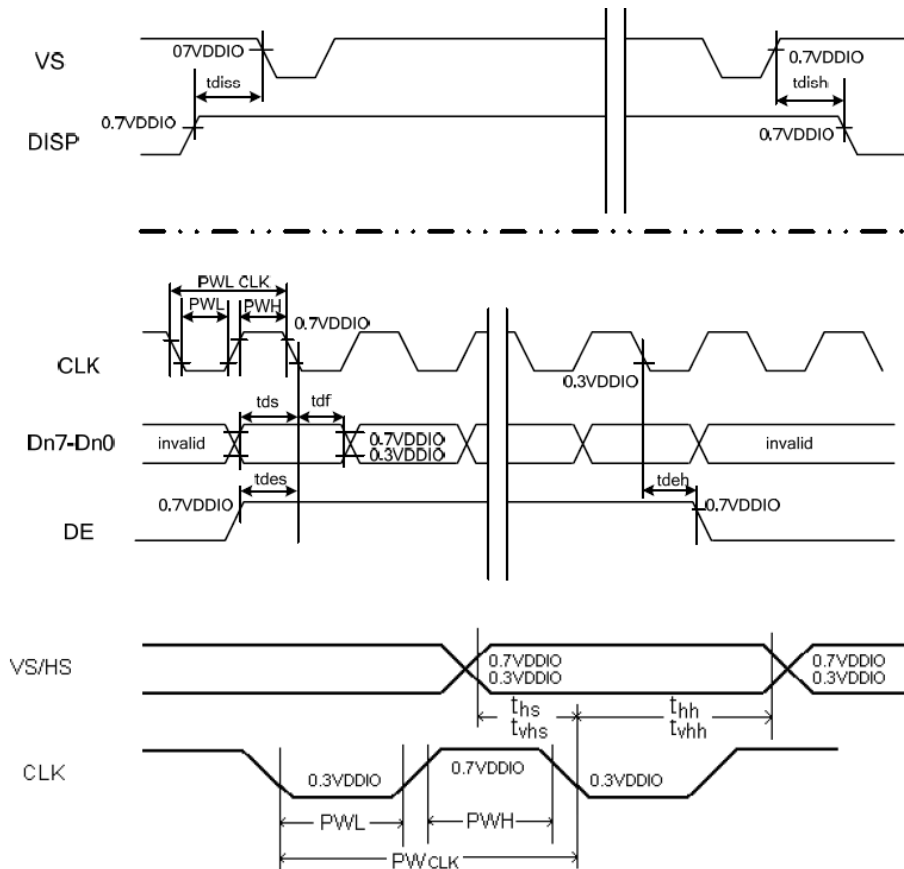 VS
07VDDIO
0.7VDDIO
tdiss
tdish
0.7VDDIO
0.7VDDIO
DISP
PWL CLK
PWL
PWH
0.7VDDIO
CLK
0.3VDDIO
tds
tdf
Dn7-Dn0
invalid
0.7VDDIO
0.3VDDIO
invalid
tdes
tdeh
0.7VDDIO
0.7VDDIO
DE
VS/HS
0.7VDDIO
0.3VDDIO
0.7VDDIO
0.3VDDIO
ths
tvhs
thh
tvhh
CLK
0.3VDDIO
0.7VDDIO
0.3VDDIO
PWL
PWH
PWCLK